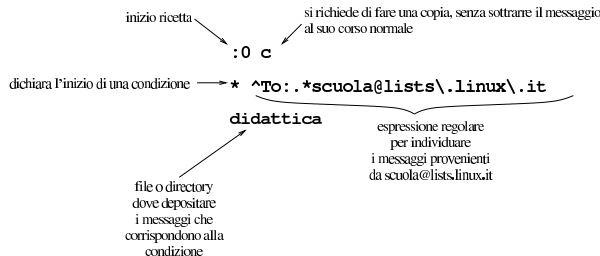 inizio ricetta
si richiede di fare una copia, senza sottrarre il messaggio
al suo corso normale
:0 c
dichiara l'inizio di una condizione
* ^To:.*scuola@lists\.linux\.it
didattica
espressione regolare
per individuare
i messaggi provenienti
da scuola@lists.linux.it
file o directory
dove depositare
i messaggi che
corrispondono alla
condizione